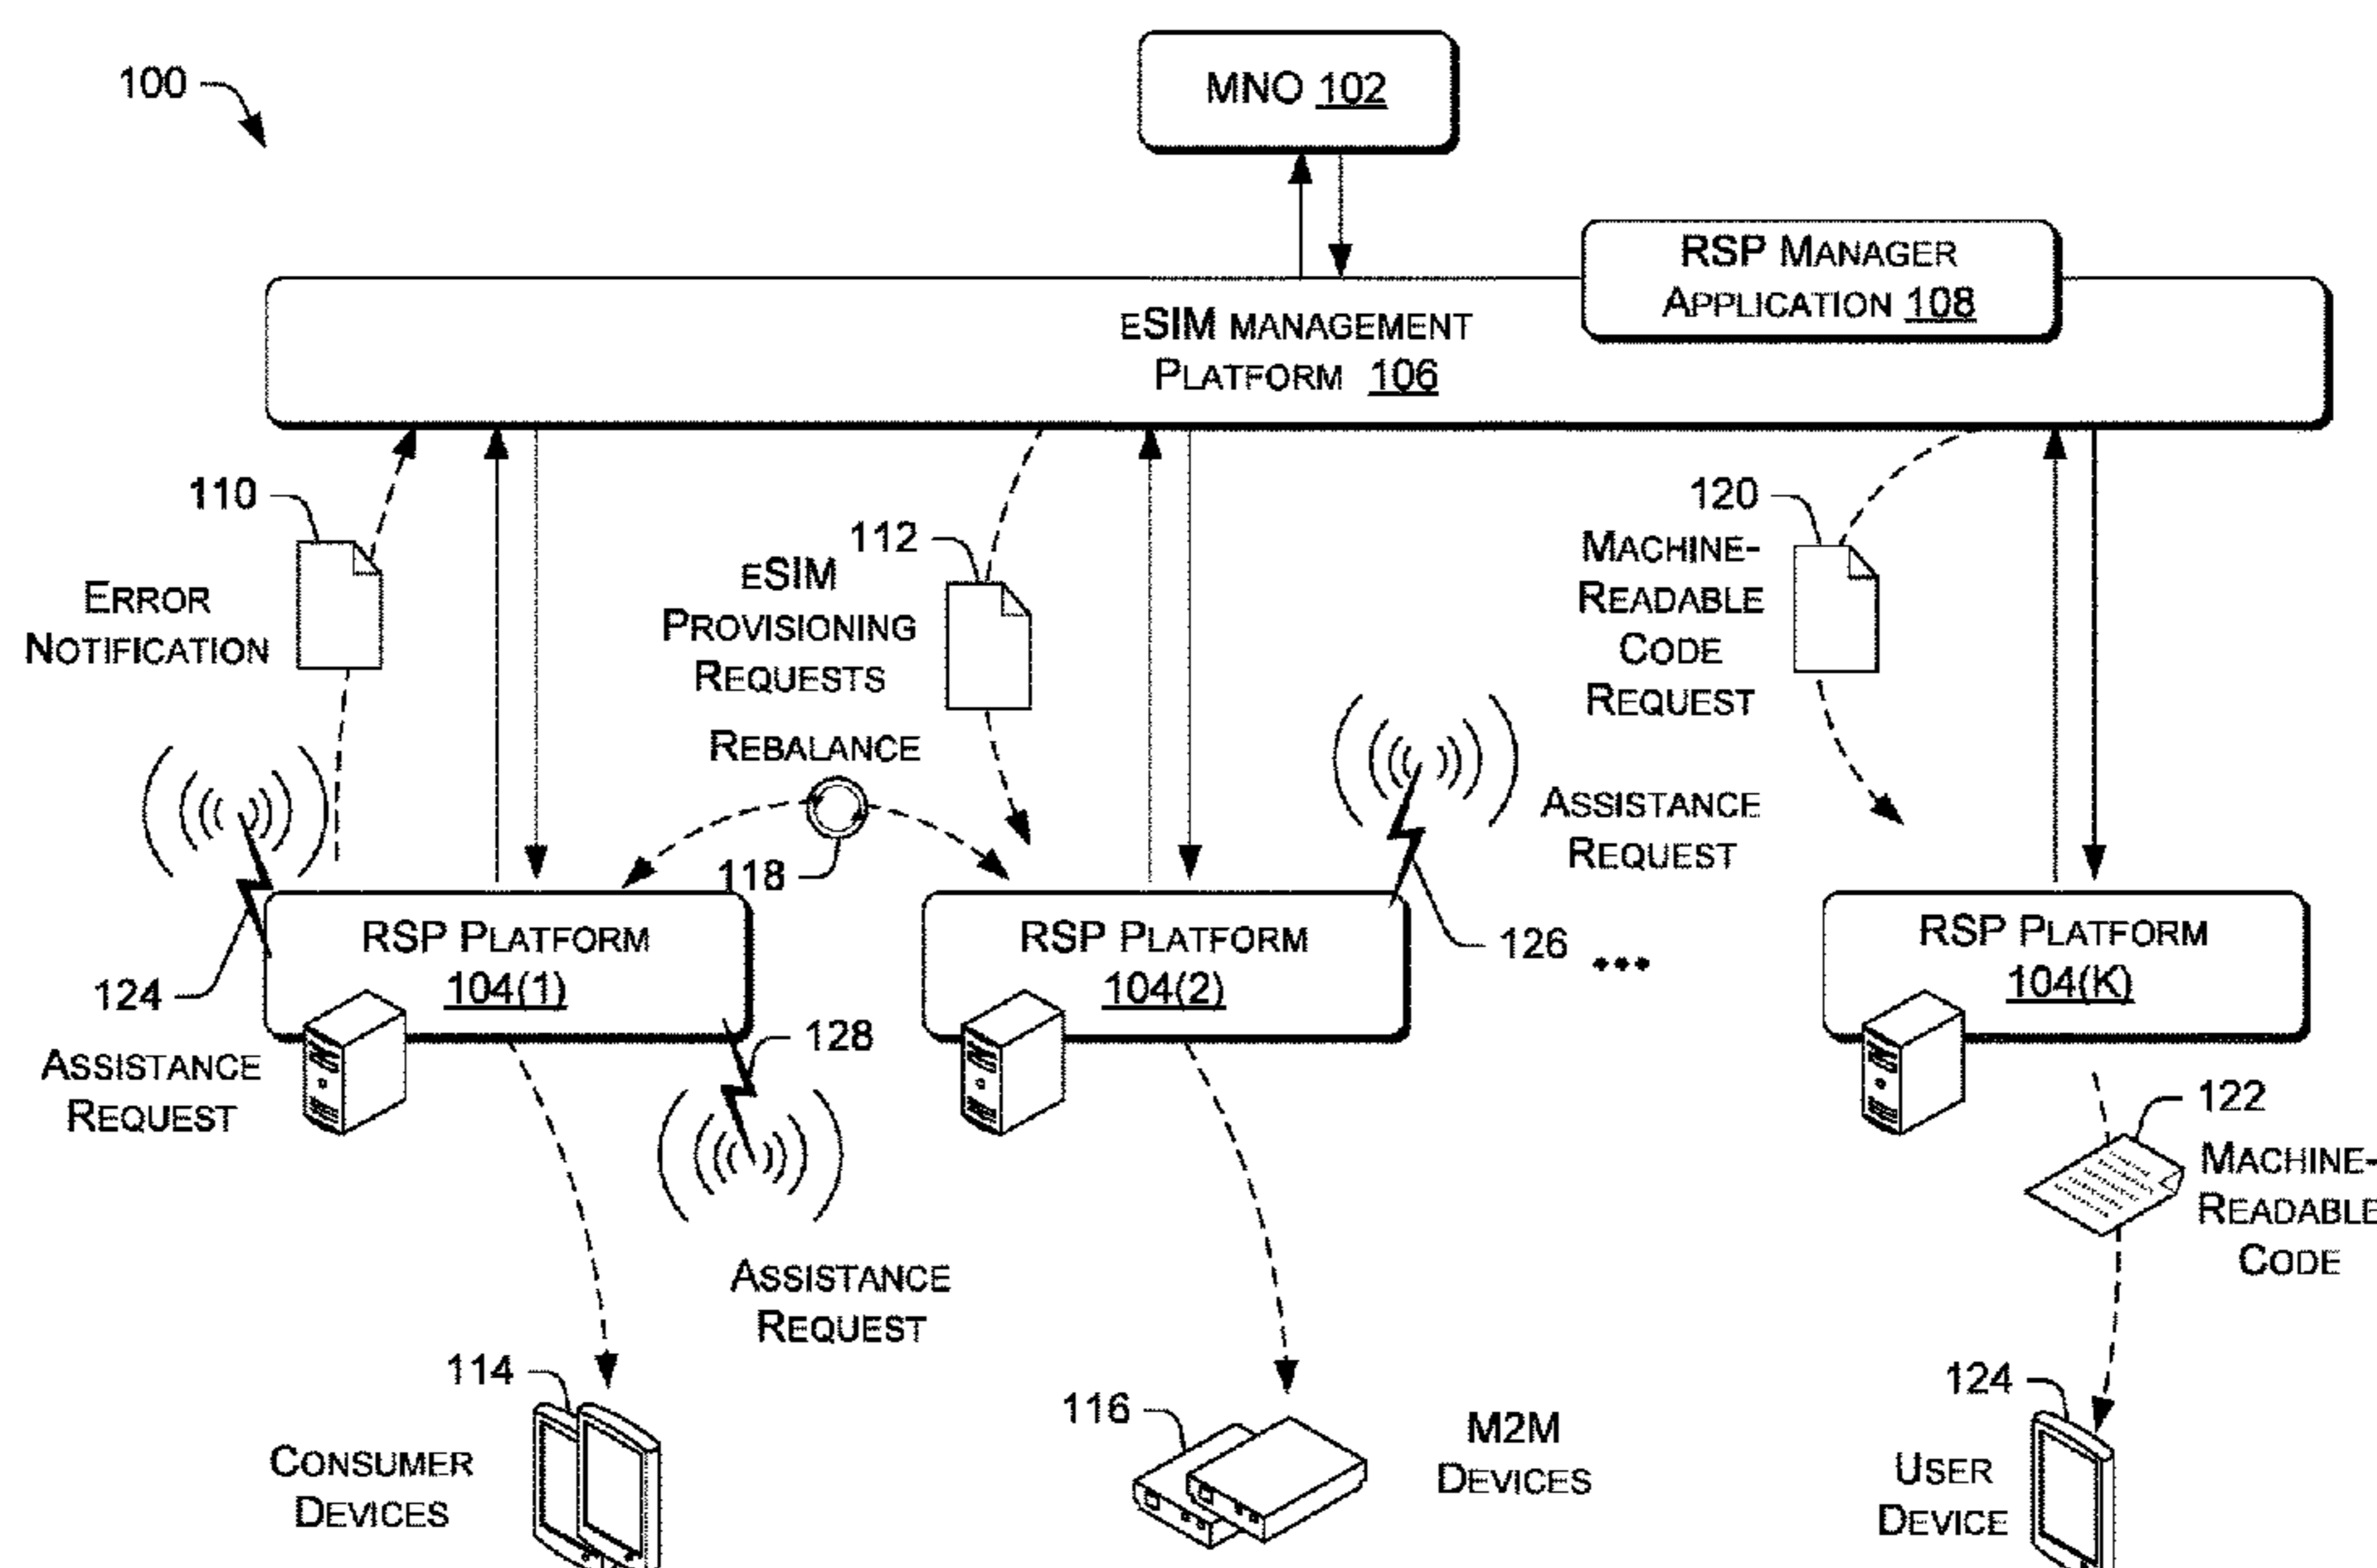 100
MNO 102
RSP MANAGER
APPLICATION 108
eSIM MANAGEMENT
PLATFORM 106
110
ERROR
NOTIFICATION
112
eSIM
PROVISIONING
REQUESTS
REBALANCE
118
120
MACHINE-
READABLE
CODE
REQUEST
ASSISTANCE
REQUEST
126
RSP PLATFORM
104(1)
RSP PLATFORM
104(2)
•••
RSP PLATFORM
104(K)
124
ASSISTANCE
REQUEST
128
ASSISTANCE
REQUEST
122
MACHINE-
READABLE
CODE
114
CONSUMER
DEVICES
116
M2M
DEVICES
124
USER
DEVICE